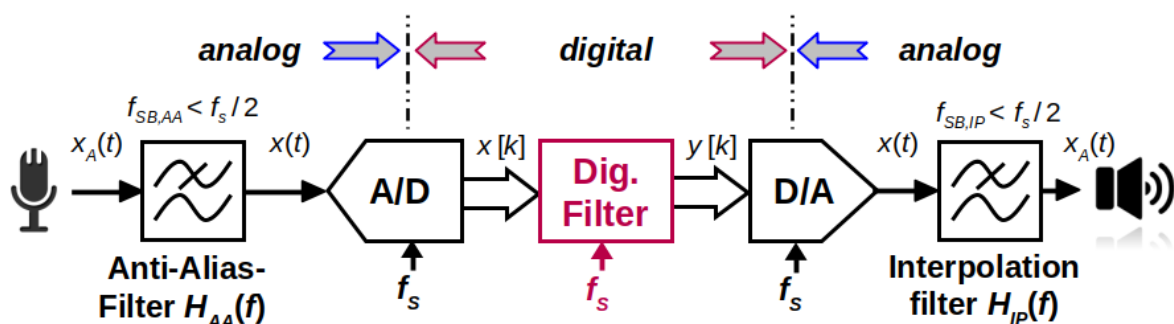 analog digital analog
f_SB,AA < f_s / 2
f_SB,IP < f_s / 2
x_A(t) x(t) x[k] y[k] x(t) x_A(t)
A/D
Dig.
Filter
D/A
Anti-Alias-
Filter H_AA(f)
f_S
f_S
f_S
Interpolation
filter H_IP(f)